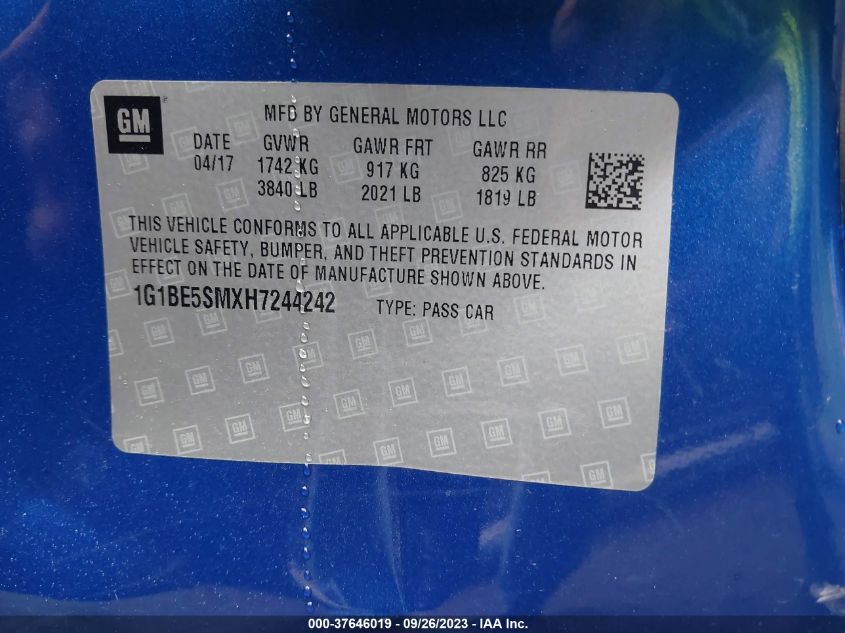 GM
MFD BY GENERAL MOTORS LLC
DATE GVWR GAWR FRT GAWR RR
04/17 1742 KG 917 KG 825 KG
3840 LB 2021 LB 1819 LB
THIS VEHICLE CONFORMS TO ALL APPLICABLE U.S. FEDERAL MOTOR
VEHICLE SAFETY, BUMPER, AND THEFT PREVENTION STANDARDS IN
EFFECT ON THE DATE OF MANUFACTURE SHOWN ABOVE.
1G1BE5SMXH7244242 TYPE: PASS CAR
000-37646019 - 09/26/2023 - IAA Inc.